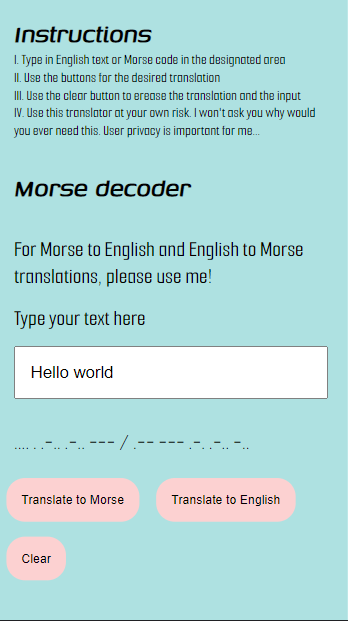 Instructions
I. Type in English text or Morse code in the designated area
II. Use the buttons for the desired translation
III. Use the clear button to erease the translation and the input
IV. Use this translator at your own risk. I won't ask you why would
you ever need this. User privacy is important for me...
Morse decoder
For Morse to English and English to Morse
translations, please use me!
Type your text here
Hello world
.... . .-.. .-.. --- / .-- --- .-. .-.. -..
Translate to Morse Translate to English
Clear